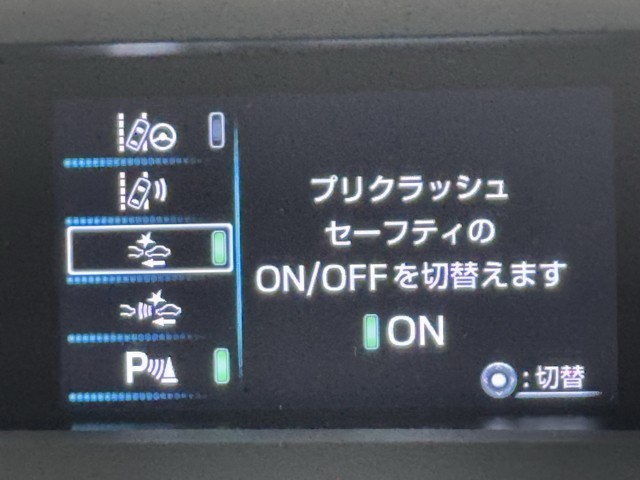 プリクラッシュ
セーフティの
ON/OFFを切替えます
ON
:切替
P